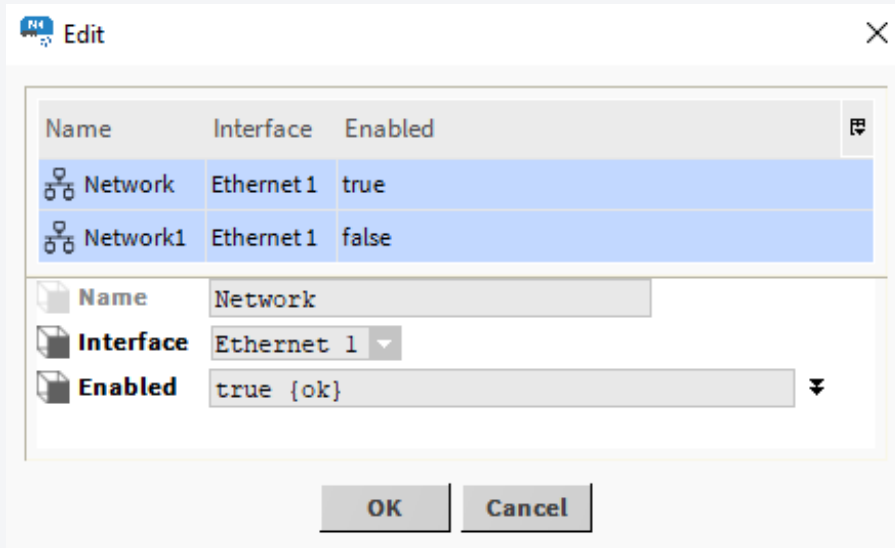 N4 Edit
Name Interface Enabled
Network Ethernet 1 true
Network1 Ethernet 1 false
Name Network
Interface Ethernet 1
Enabled true {ok}
OK Cancel